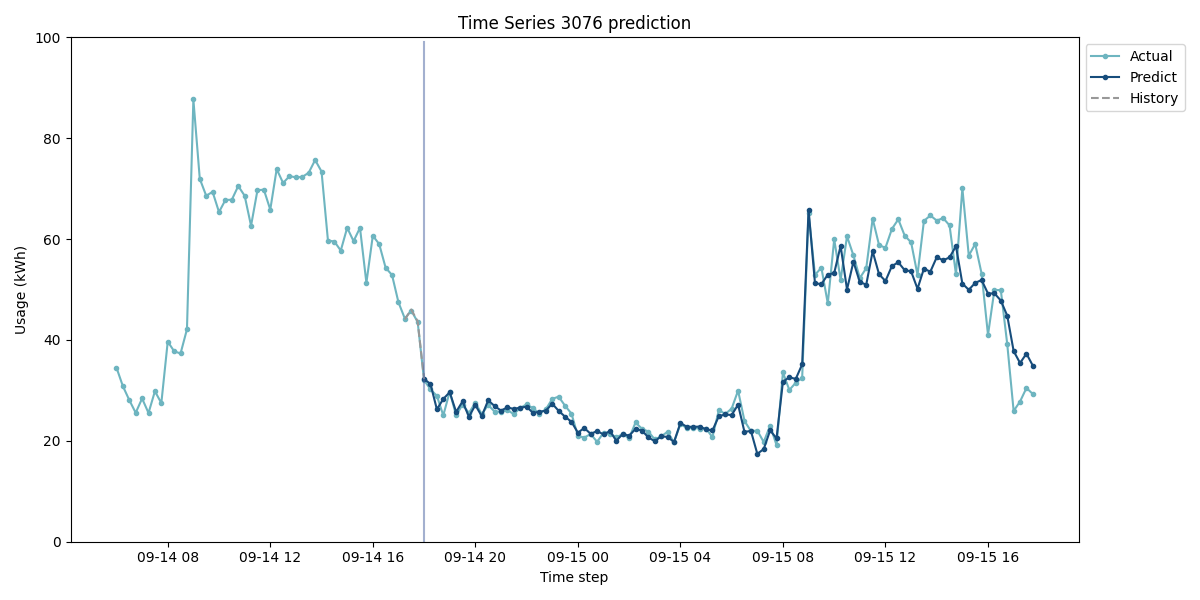 Time Series 3076 prediction
100
80
60
40
20
0
Usage (kWh)
09-14 08
09-14 12
09-14 16
09-14 20
09-15 00
09-15 04
09-15 08
09-15 12
09-15 16
Time step
Actual
Predict
History